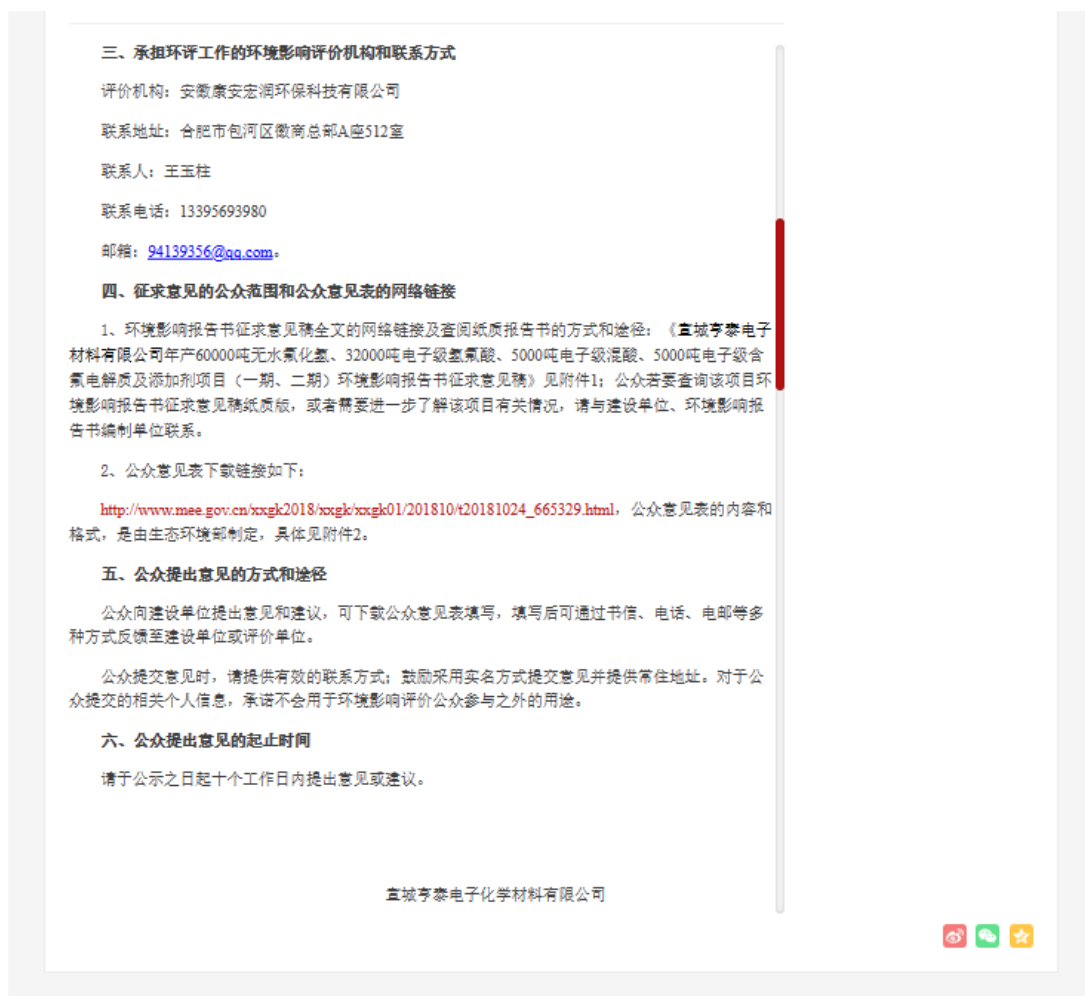 三、承担环评工作的环境影响评价机构和联系方式
评价机构：安徽康安宏润环保科技有限公司
联系地址：合肥市包河区徽商总部A座512室
联系人：王玉柱
联系电话：13395693980
邮箱：94139356@qq.com。
四、征求意见的公众范围和公众意见表的网络链接
1、环境影响报告书征求意见稿全文的网络链接及查阅纸质报告书的方式和途径：《宣城亨泰电子
材料有限公司年产60000吨无水氟化氢、32000吨电子级氢氟酸、5000吨电子级混酸、5000吨电子级含
氟电解质及添加剂项目（一期、二期）环境影响报告书征求意见稿》见附件1；公众若要查询该项目环
境影响报告书征求意见稿纸质版，或者需要进一步了解该项目有关情况，请与建设单位、环境影响报
告书编制单位联系。
2、公众意见表下载链接如下：
http://www.mee.gov.cn/xxgk2018/xxgk/xxgk01/201810/t20181024_665329.html，公众意见表的内容和
格式，是由生态环境部制定，具体见附件2。
五、公众提出意见的方式和途径
公众向建设单位提出意见和建议，可下载公众意见表填写，填写后可通过书信、电话、电邮等多
种方式反馈至建设单位或评价单位。
公众提交意见时，请提供有效的联系方式；鼓励采用实名方式提交意见并提供常住地址。对于公
众提交的相关个人信息，承诺不会用于环境影响评价公众参与之外的用途。
六、公众提出意见的起止时间
请于公示之日起十个工作日内提出意见或建议。
宣城亨泰电子化学材料有限公司